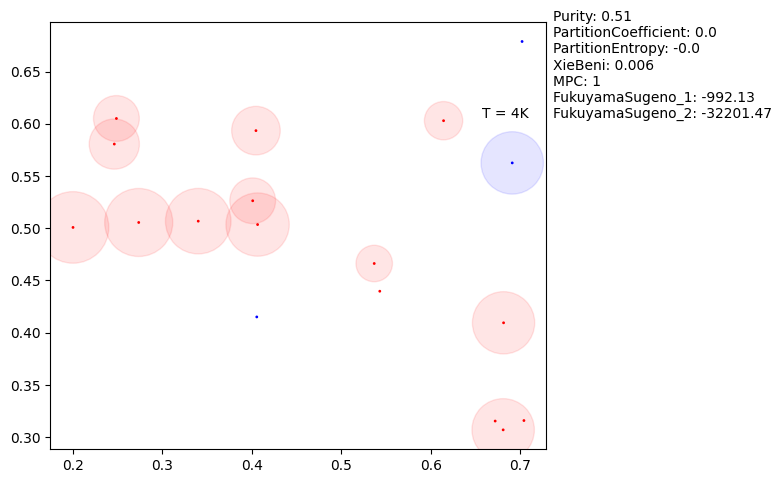 Purity: 0.51
PartitionCoefficient: 0.0
PartitionEntropy: -0.0
XieBeni: 0.006
MPC: 1
FukuyamaSugeno_1: -992.13
FukuyamaSugeno_2: -32201.47
T = 4K
0.65
0.60
0.55
0.50
0.45
0.40
0.35
0.30
0.2 0.3 0.4 0.5 0.6 0.7